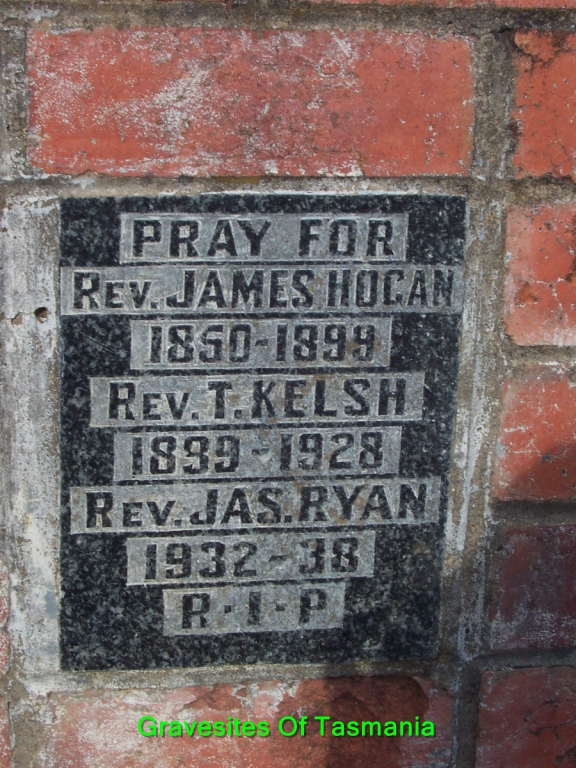 PRAY FOR
REV. JAMES HOGAN
1850-1899
REV. T. KELSH
1899-1928
REV. JAS. RYAN
1932-38
R-I-P
Gravesites Of Tasmania